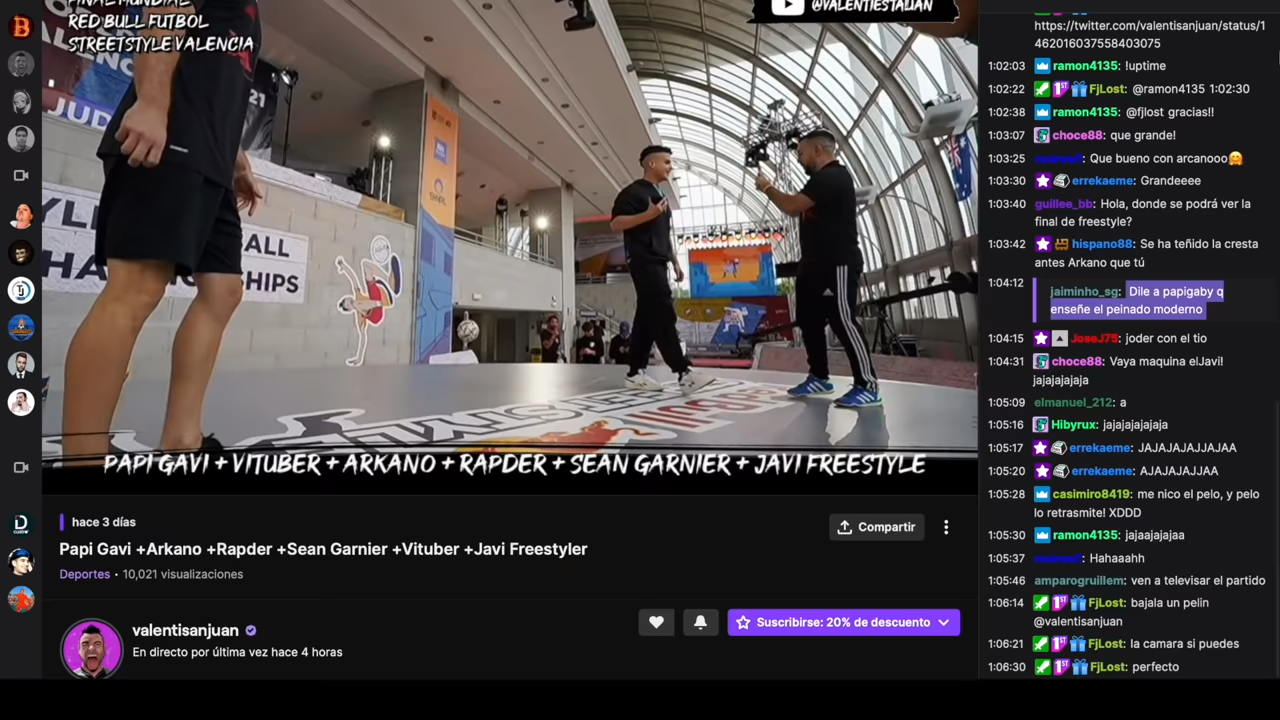 FINAL MUNDIAL
RED BULL FUTBOL
STREETSTYLE VALENCIA
@VALENTIESTALIAN
PAPI GAVI + VITUBER + ARKANO + RAPDER + SEAN GARNIER + JAVI FREESTYLE
hace 3 días
Compartir
Papi Gavi +Arkano +Rapder +Sean Garnier +Vituber +Javi Freestyler
Deportes • 10,021 visualizaciones
valentisanjuan
Suscribirse: 20% de descuento
En directo por última vez hace 4 horas
https://twitter.com/valentisanjuan/status/1
462016037558403075
1:02:03 ramon4135: !uptime
1:02:22 FjLost: @ramon4135 1:02:30
1:02:38 ramon4135: @fjlost gracias!!
1:03:07 choce88: que grande!
1:03:25 Que bueno con arcanooo🤗
1:03:30 errekaeme: Grandeeee
1:03:40 guillee_bb: Hola, donde se podrá ver la
final de freestyle?
1:03:42 hispano88: Se ha teñido la cresta
antes Arkano que tú
1:04:12 jaiminho_sg: Dile a papigaby q
enseñe el peinado moderno
1:04:15 JoseJ75: joder con el tio
1:04:31 choce88: Vaya maquina elJavi!
jajajajaja
1:05:09 elmanuel_212: a
1:05:16 Hibyrux: jajajajajaja
1:05:17 errekaeme: JAJAJAJAJJAJAA
1:05:20 errekaeme: AJAJAJAJJAA
1:05:28 casimiro8419: me nico el pelo, y pelo
lo retrasmite! XDDD
1:05:30 ramon4135: jajaajajajaa
1:05:37 Hahaaahh
1:05:46 amparogruillem: ven a televisar el partido
1:06:14 FjLost: bajala un pelin
@valentisanjuan
1:06:21 FjLost: la camara si puedes
1:06:30 FjLost: perfecto